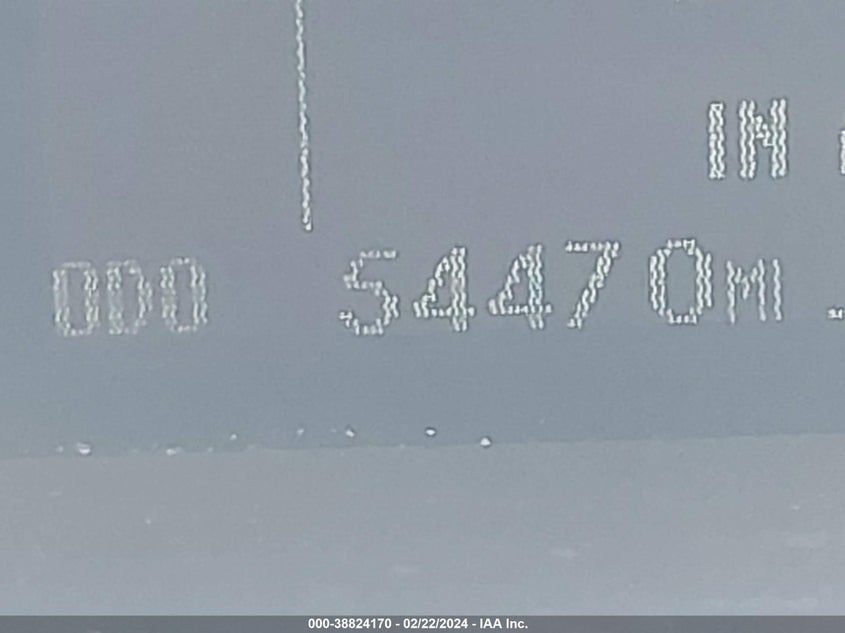 IN
ODO 54470MI
000-38824170 - 02/22/2024 - IAA Inc.